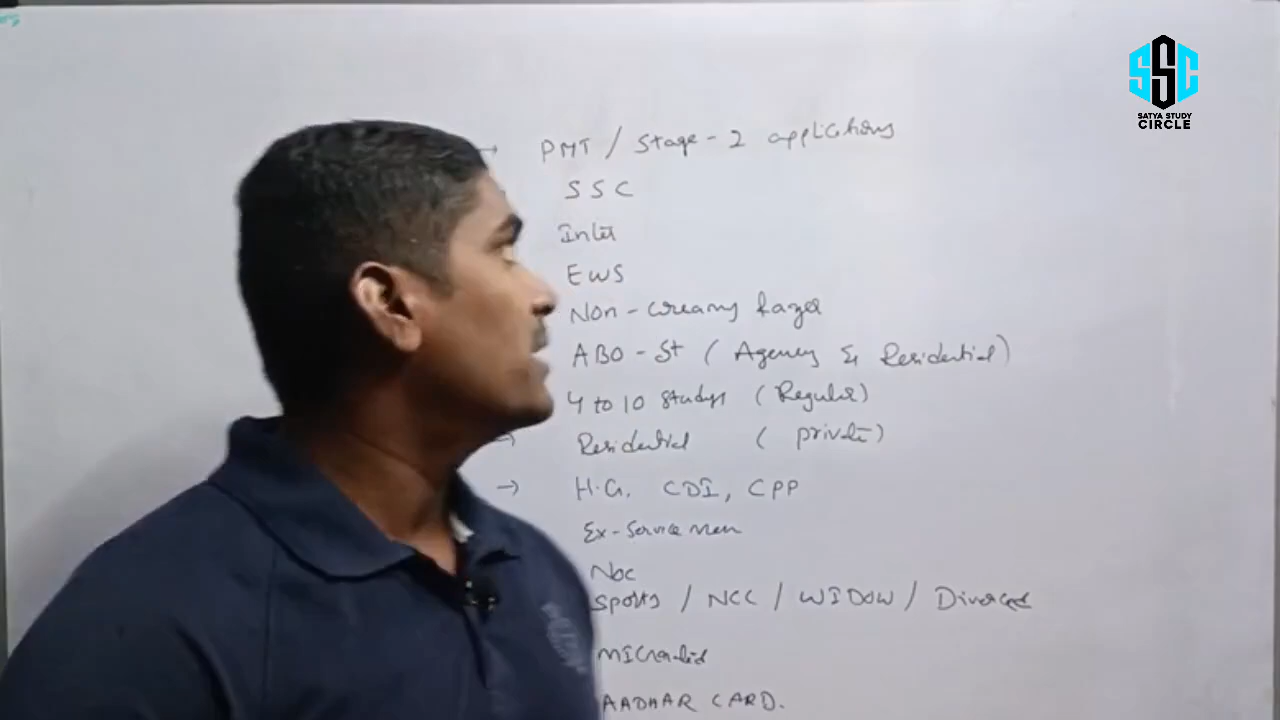 SSC
SATYA STUDY
CIRCLE
→ PMT / Stage - 2 applications
SSC
Inter
EWS
Non - creamy layer
ABO - St ( Agency & Residential )
4 to 10 studys ( Regular )
→ Residential ( private )
→ H.G. CDI, CPP
Ex - Service Men
Noc
Sports / NCC / WIDOW / Divorced
AADHAR CARD.